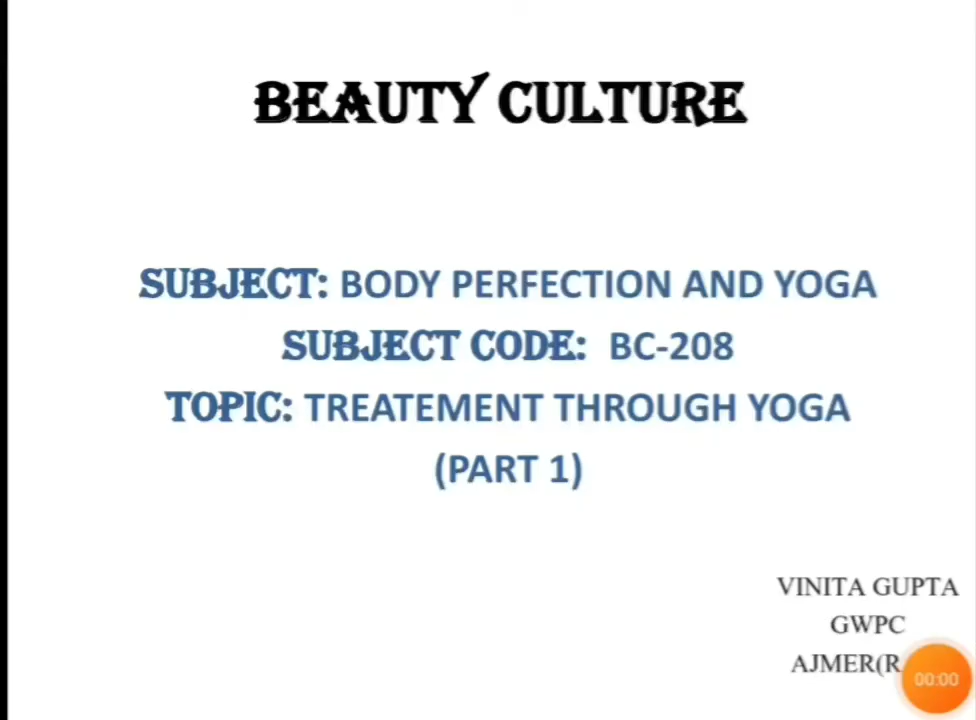 BEAUTY CULTURE
SUBJECT: BODY PERFECTION AND YOGA
SUBJECT CODE: BC-208
TOPIC: TREATEMENT THROUGH YOGA
(PART 1)
VINITA GUPTA
GWPC
AJMER(R
00:00